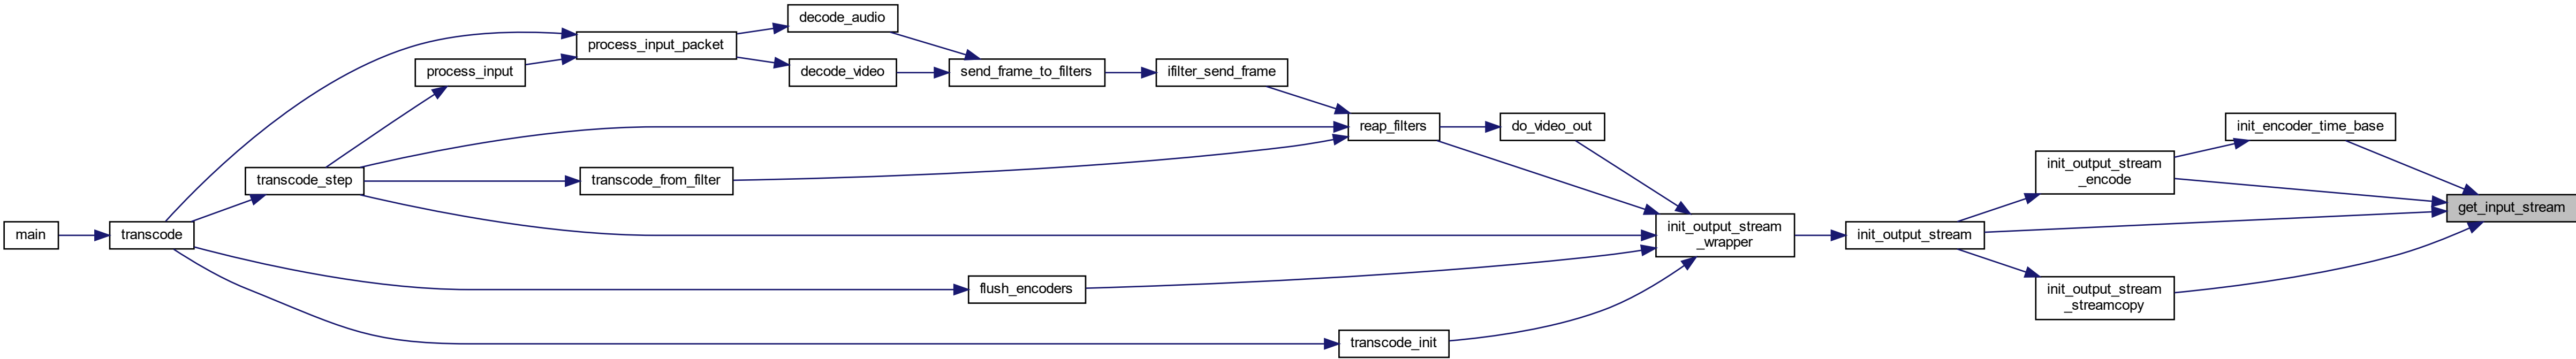 main
transcode
transcode_step
process_input
process_input_packet
decode_audio
decode_video
send_frame_to_filters
ifilter_send_frame
reap_filters
do_video_out
transcode_from_filter
flush_encoders
transcode_init
init_output_stream
_wrapper
init_output_stream
init_encoder_time_base
init_output_stream
_encode
init_output_stream
_streamcopy
get_input_stream